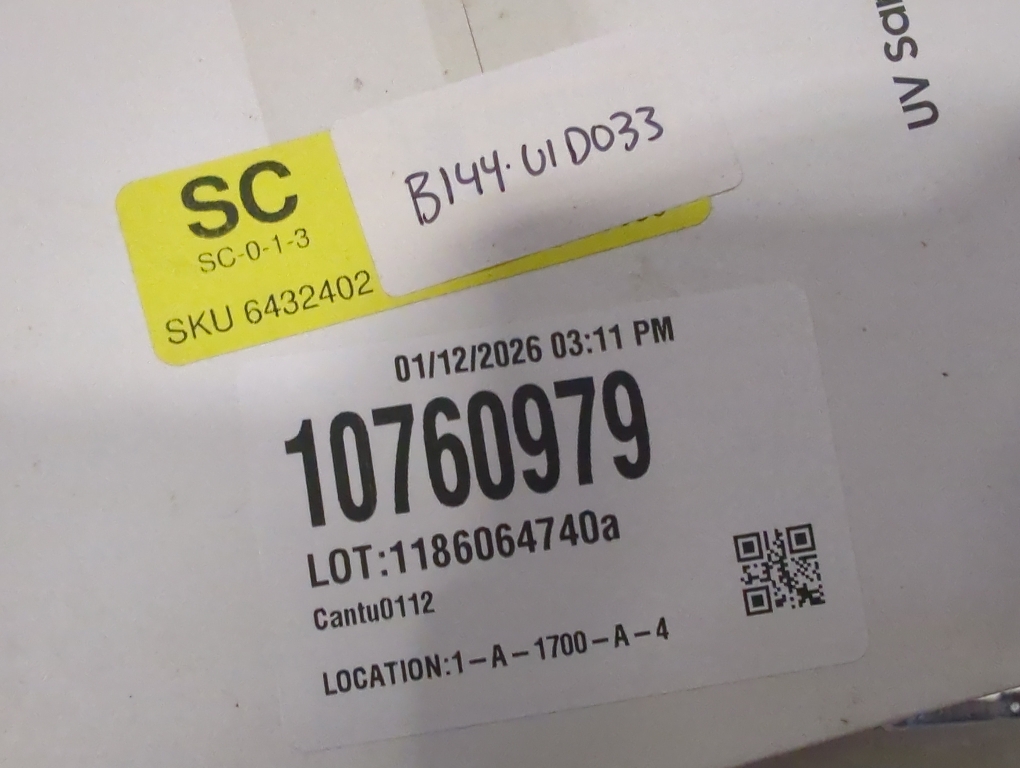 UV
SC
SC-0-1-3
SKU 6432402
B144.U1D033
01/12/2026 03:11 PM
10760979
LOT:1186064740a
Cantu0112
LOCATION:1-A-1700-A-4